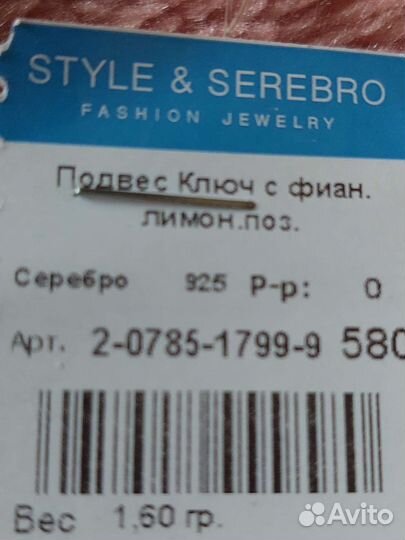 STYLE & SEREBRO
FASHION JEWELRY
Подвес Ключ с фиан.
лимон.поз.
Серебро 925 Р-р: 0
Арт. 2-0785-1799-9 580
Вес 1,60 гр.
Avito